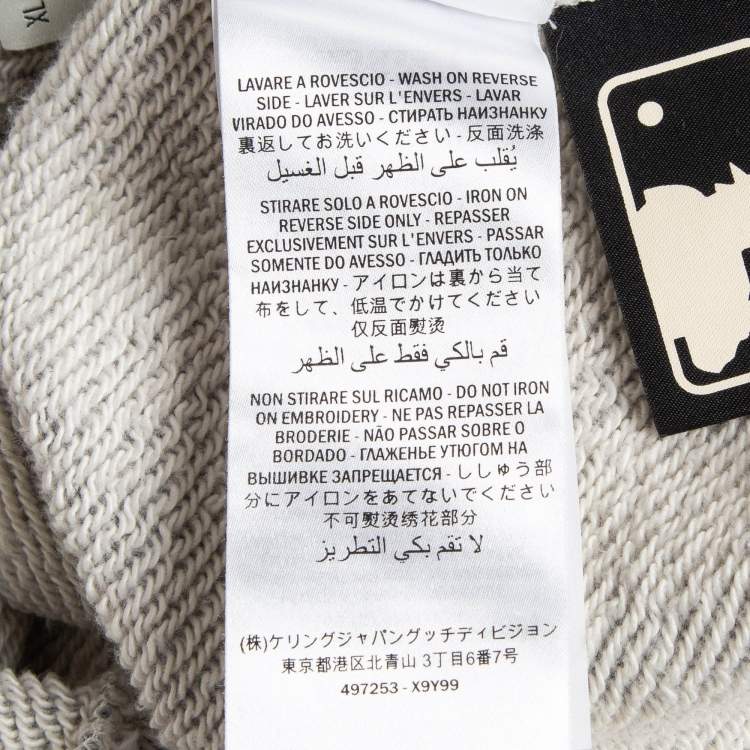 XL
LAVARE A ROVESCIO - WASH ON REVERSE
SIDE - LAVER SUR L'ENVERS - LAVAR
VIRADO DO AVESSO - СТИРАТЬ НАИЗНАНКУ
裏返してお洗いください - 反面洗涤
يُقلب على الظهر قبل الغسيل
STIRARE SOLO A ROVESCIO - IRON ON
REVERSE SIDE ONLY - REPASSER
EXCLUSIVEMENT SUR L'ENVERS - PASSAR
SOMENTE DO AVESSO - ГЛАДИТЬ ТОЛЬКО
НАИЗНАНКУ - アイロンは裏から当て
布をして、低温でかけてください
仅反面熨烫
قم بالكي فقط على الظهر
NON STIRARE SUL RICAMO - DO NOT IRON
ON EMBROIDERY - NE PAS REPASSER LA
BRODERIE - NÃO PASSAR SOBRE O
BORDADO - ГЛАЖЕНЬЕ УТЮГОМ НА
ВЫШИВКЕ ЗАПРЕЩАЕТСЯ - ししゅう部
分にアイロンをあてないでください
不可熨烫绣花部分
لا تقم بكي التطريز
(株)ケリングジャパングッチディビジョン
東京都港区北青山 3丁目6番7号
497253 - X9Y99